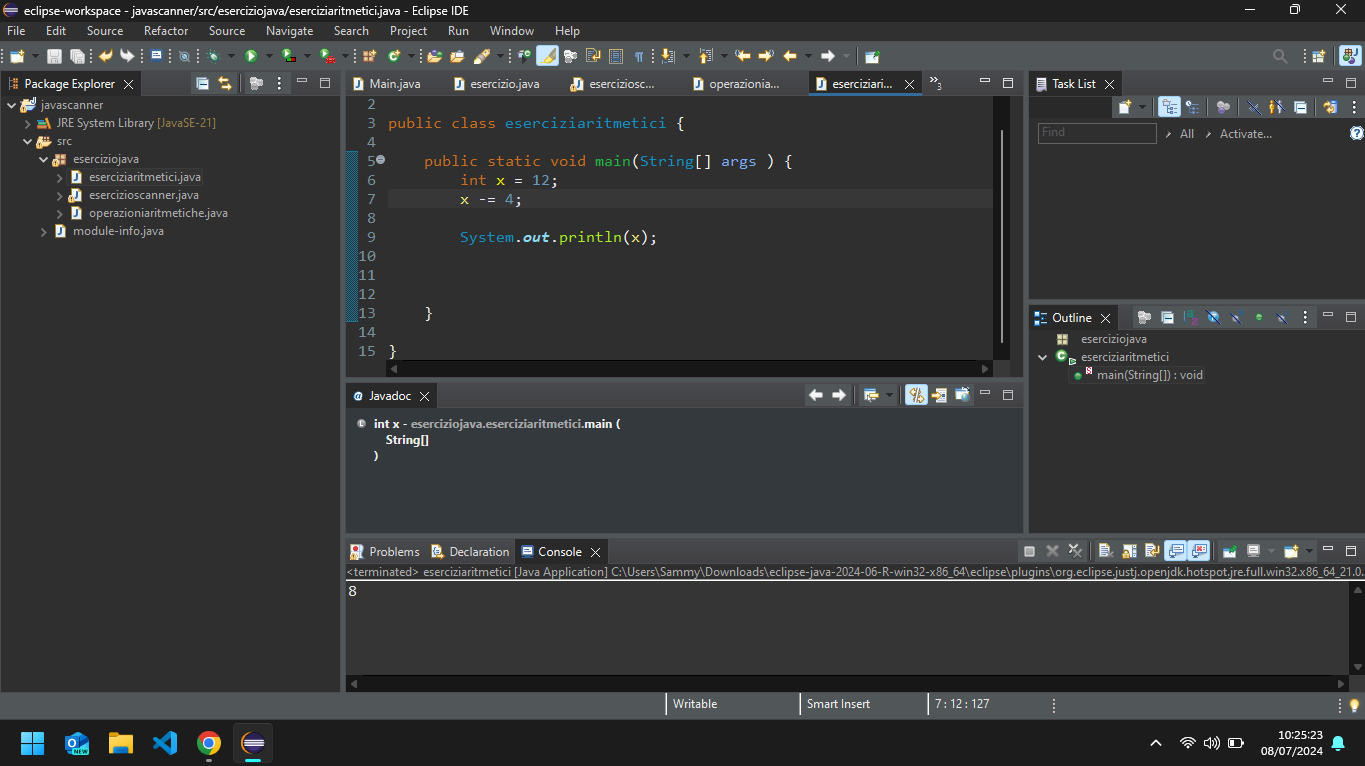 eclipse-workspace - javascanner/src/eserciziojava/eserciziaritmetici.java - Eclipse IDE
File Edit Source Refactor Source Navigate Search Project Run Window Help
Package Explorer
javascanner
JRE System Library [JavaSE-21]
src
eserciziojava
eserciziaritmetici.java
esercizioscanner.java
operazioniaritmetiche.java
module-info.java
Main.java esercizio.java eserciziosc... operazionia... eserciziari... »3
2
3 public class eserciziaritmetici {
4
5 public static void main(String[] args ) {
6 int x = 12;
7 x -= 4;
8
9 System.out.println(x);
10
11
12
13 }
14
15 }
Javadoc
int x - eserciziojava.eserciziaritmetici.main (
String[]
)
Problems Declaration Console
<terminated> eserciziaritmetici [Java Application] C:\Users\Sammy\Downloads\eclipse-java-2024-06-R-win32-x86_64\eclipse\plugins\org.eclipse.justj.openjdk.hotspot.jre.full.win32.x86_64_21.0.
8
Task List
Find All Activate...
Outline
eserciziojava
eserciziaritmetici
main(String[]) : void
Writable Smart Insert 7 : 12 : 127
NEW
10:25:23
08/07/2024